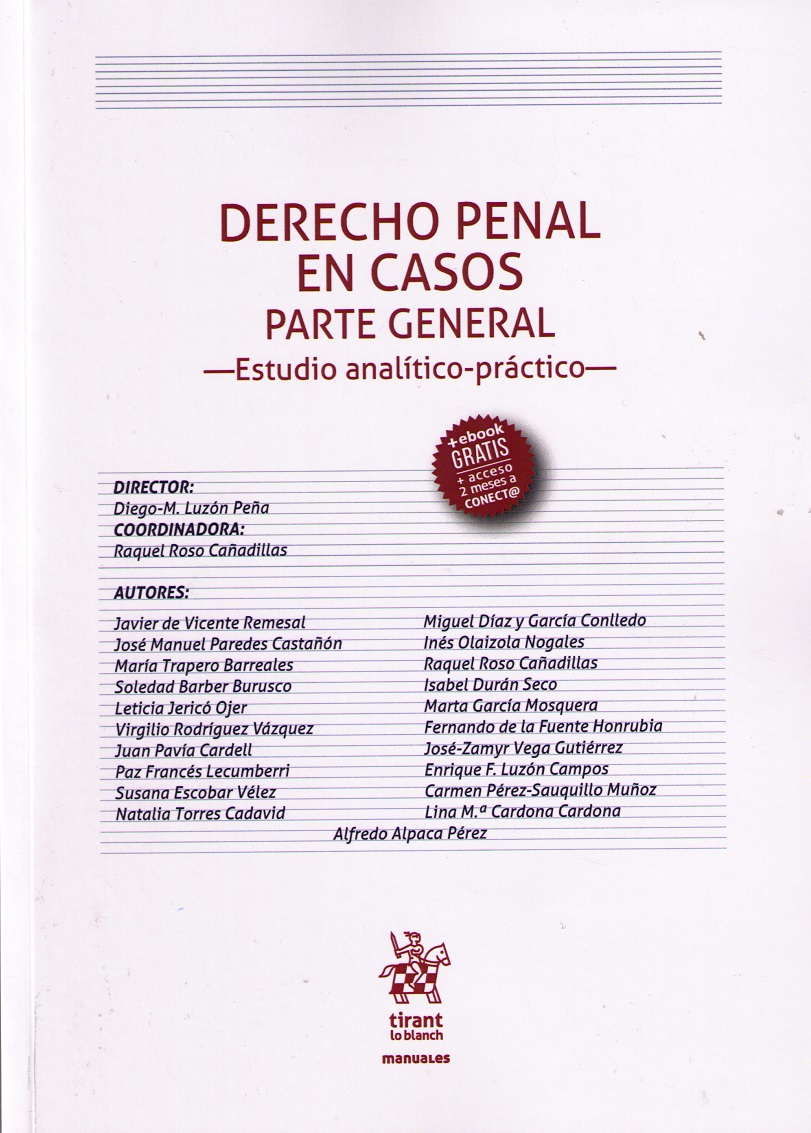 DERECHO PENAL
EN CASOS
PARTE GENERAL
—Estudio analítico-práctico—
+ebook
GRATIS
+ acceso
2 meses a
CONECT@
DIRECTOR:
Diego-M. Luzón Peña
COORDINADORA:
Raquel Roso Cañadillas
AUTORES:
Javier de Vicente Remesal
José Manuel Paredes Castañón
María Trapero Barreales
Soledad Barber Burusco
Leticia Jericó Ojer
Virgilio Rodríguez Vázquez
Juan Pavía Cardell
Paz Francés Lecumberri
Susana Escobar Vélez
Natalia Torres Cadavid
Miguel Díaz y García Conlledo
Inés Olaizola Nogales
Raquel Roso Cañadillas
Isabel Durán Seco
Marta García Mosquera
Fernando de la Fuente Honrubia
José-Zamyr Vega Gutiérrez
Enrique F. Luzón Campos
Carmen Pérez-Sauquillo Muñoz
Lina M.ª Cardona Cardona
Alfredo Alpaca Pérez
tirant
lo blanch
manuales